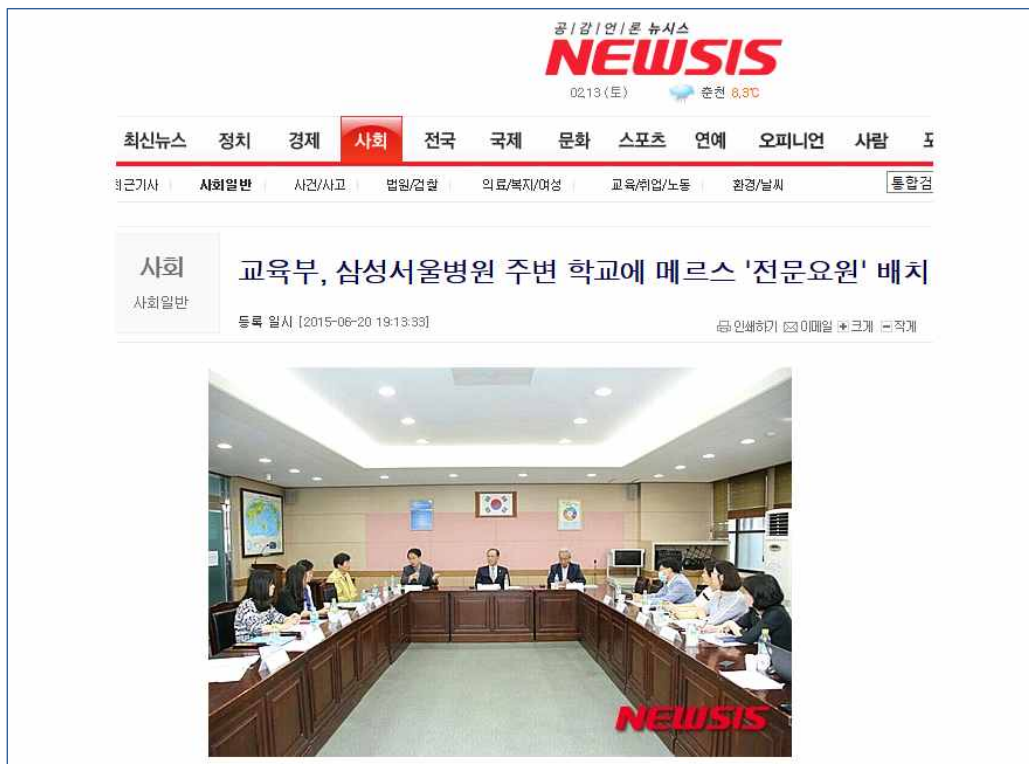 공|감|언|론 뉴시스
NEWSIS
02.13 (토) 춘천 8.3℃
최신뉴스 정치 경제 사회 전국 국제 문화 스포츠 연예 오피니언 사람
사회일반 사건/사고 법원/검찰 의료/복지/여성 교육/취업/노동 환경/날씨 통합검
사회
사회일반
교육부, 삼성서울병원 주변 학교에 메르스 '전문요원' 배치
등록 일시 [2015-06-20 19:13:33]
인쇄하기 이메일 크게 작게
NEWSIS